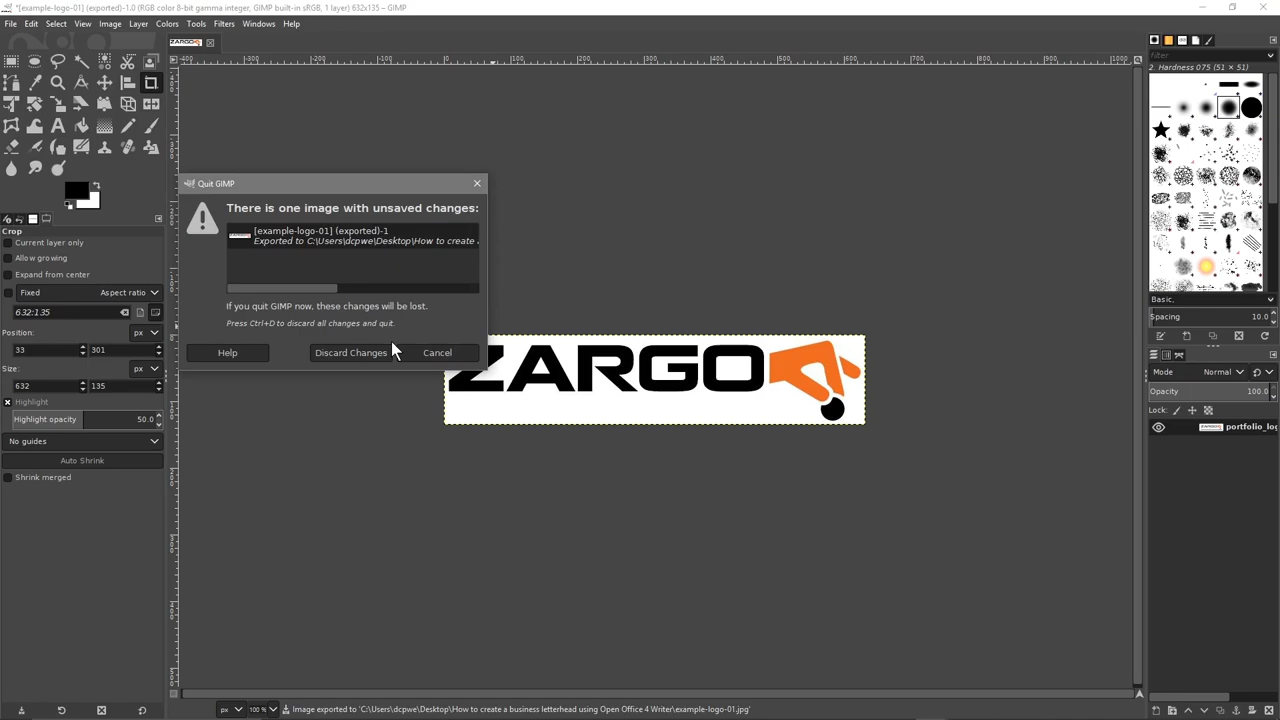 *[example-logo-01] (exported)-1.0 (RGB color 8-bit gamma integer, GIMP built-in sRGB, 1 layer) 632x135 – GIMP
File Edit Select View Image Layer Colors Tools Filters Windows Help
filter
2. Hardness 075 (51 × 51)
Quit GIMP
There is one image with unsaved changes:
[example-logo-01] (exported)-1
Exported to C:\Users\dcpwe\Desktop\How to create
If you quit GIMP now, these changes will be lost.
Press Ctrl+D to discard all changes and quit.
Help Discard Changes Cancel
ZARGO
Crop
Current layer only
Allow growing
Expand from center
Fixed Aspect ratio
632:135
Position: px
33 301
Size: px
632 135
Highlight
Highlight opacity 50.0
No guides
Auto Shrink
Shrink merged
Basic,
Spacing 10.0
Mode Normal
Opacity 100.0
Lock:
portfolio_log
px 100 % Image exported to 'C:\Users\dcpwe\Desktop\How to create a business letterhead using Open Office 4 Writer\example-logo-01.jpg'